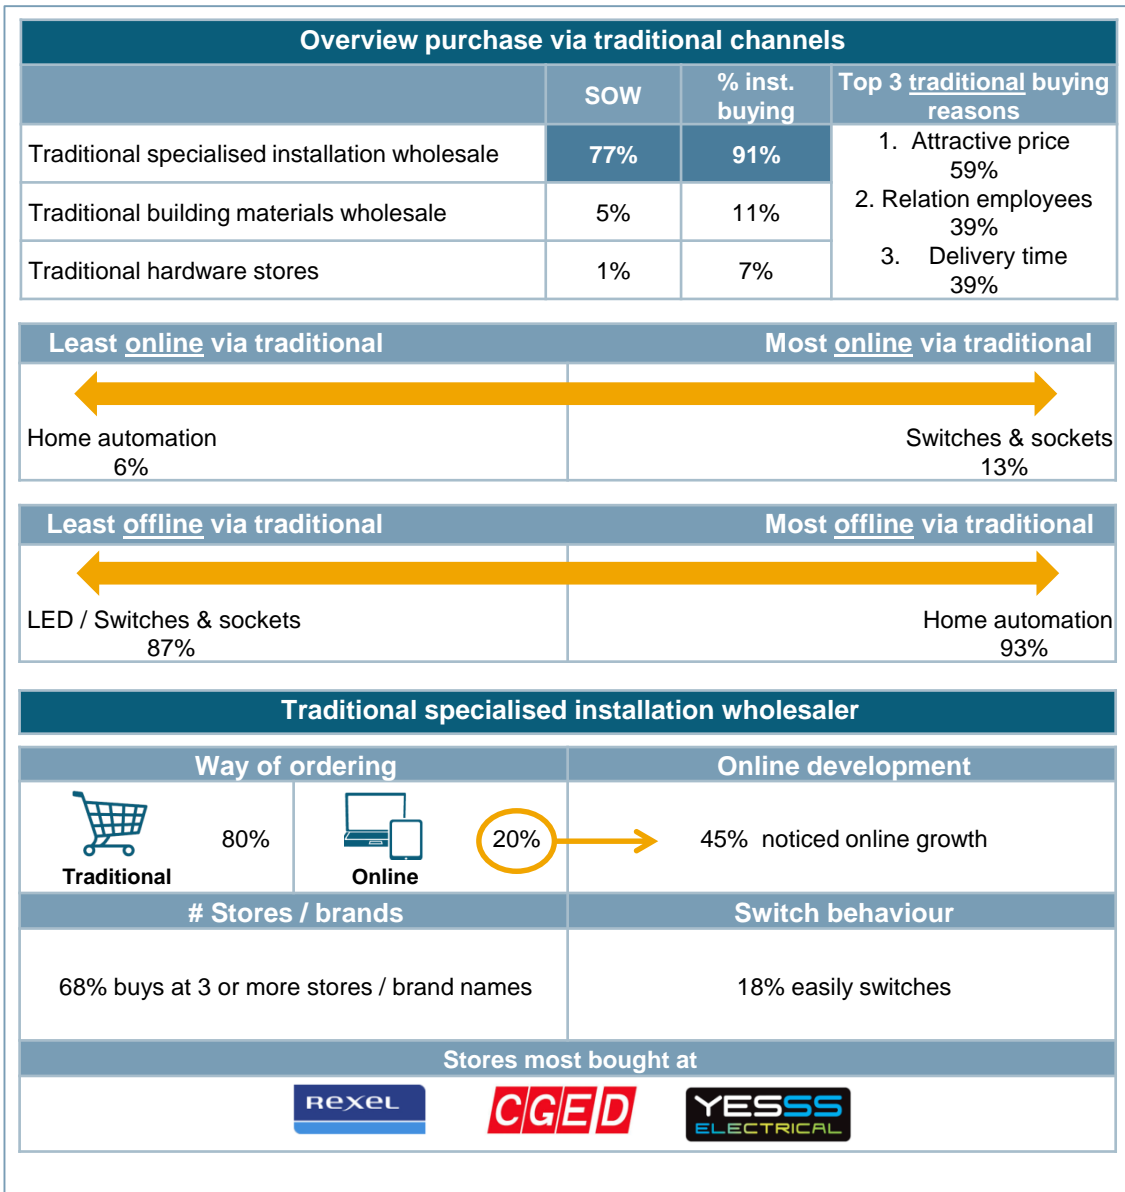 Overview purchase via traditional channels
SOW
% inst. buying
Top 3 traditional buying reasons
Traditional specialised installation wholesale
77%
91%
1. Attractive price
59%
2. Relation employees
39%
3. Delivery time
39%
Traditional building materials wholesale
5%
11%
Traditional hardware stores
1%
7%
Least online via traditional
Most online via traditional
Home automation
6%
Switches & sockets
13%
Least offline via traditional
Most offline via traditional
LED / Switches & sockets
87%
Home automation
93%
Traditional specialised installation wholesaler
Way of ordering
Online development
80%
Traditional
20%
Online
45% noticed online growth
# Stores / brands
Switch behaviour
68% buys at 3 or more stores / brand names
18% easily switches
Stores most bought at
REXEL
CGED
YESSS
ELECTRICAL